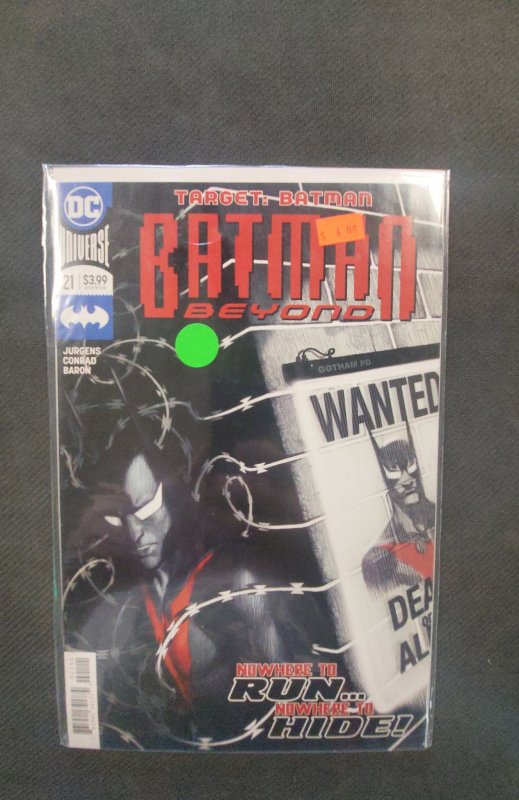 TARGET: BATMAN
DC
UNIVERSE
BATMAN
BEYOND
$ 4.00
21 $3.99
JURGENS
CONRAD
BARON
GOTHAM PD
WANTED
DEA
OR
AL
NOWHERE TO
RUN...
NOWHERE TO
HIDE!